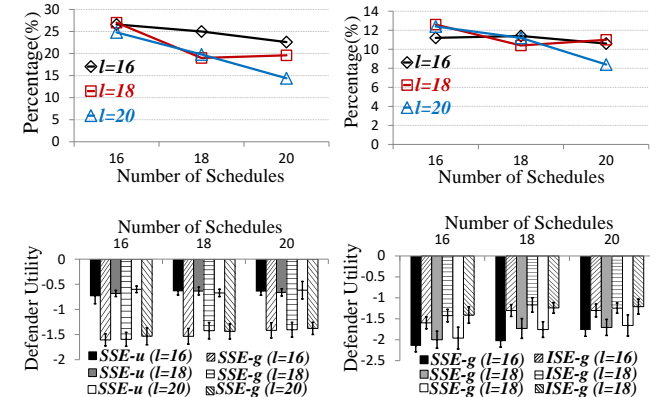 Percentage(%)
30
25
20
15
10
5
0
l=16
l=18
l=20
16 18 20
Number of Schedules
Percentage(%)
14
12
10
8
6
4
2
0
l=16
l=18
l=20
16 18 20
Number of Schedules
Number of Schedules
16 18 20
Defender Utility
0
-0.5
-1
-1.5
-2
SSE-u (l=16) SSE-g (l=16)
SSE-u (l=18) SSE-g (l=18)
SSE-u (l=20) SSE-g (l=20)
Number of Schedules
16 18 20
Defender Utility
0
-0.5
-1
-1.5
-2
-2.5
SSE-g (l=16) ISE-g (l=16)
SSE-g (l=18) ISE-g (l=18)
SSE-g (l=18) ISE-g (l=18)